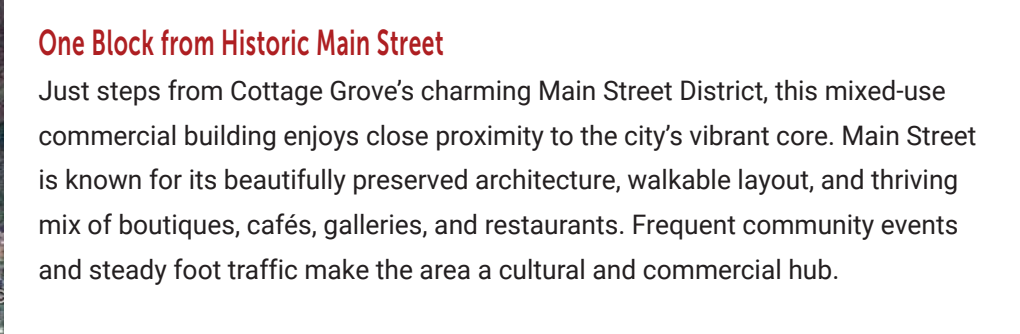 One Block from Historic Main Street
Just steps from Cottage Grove’s charming Main Street District, this mixed-use
commercial building enjoys close proximity to the city’s vibrant core. Main Street
is known for its beautifully preserved architecture, walkable layout, and thriving
mix of boutiques, cafés, galleries, and restaurants. Frequent community events
and steady foot traffic make the area a cultural and commercial hub.